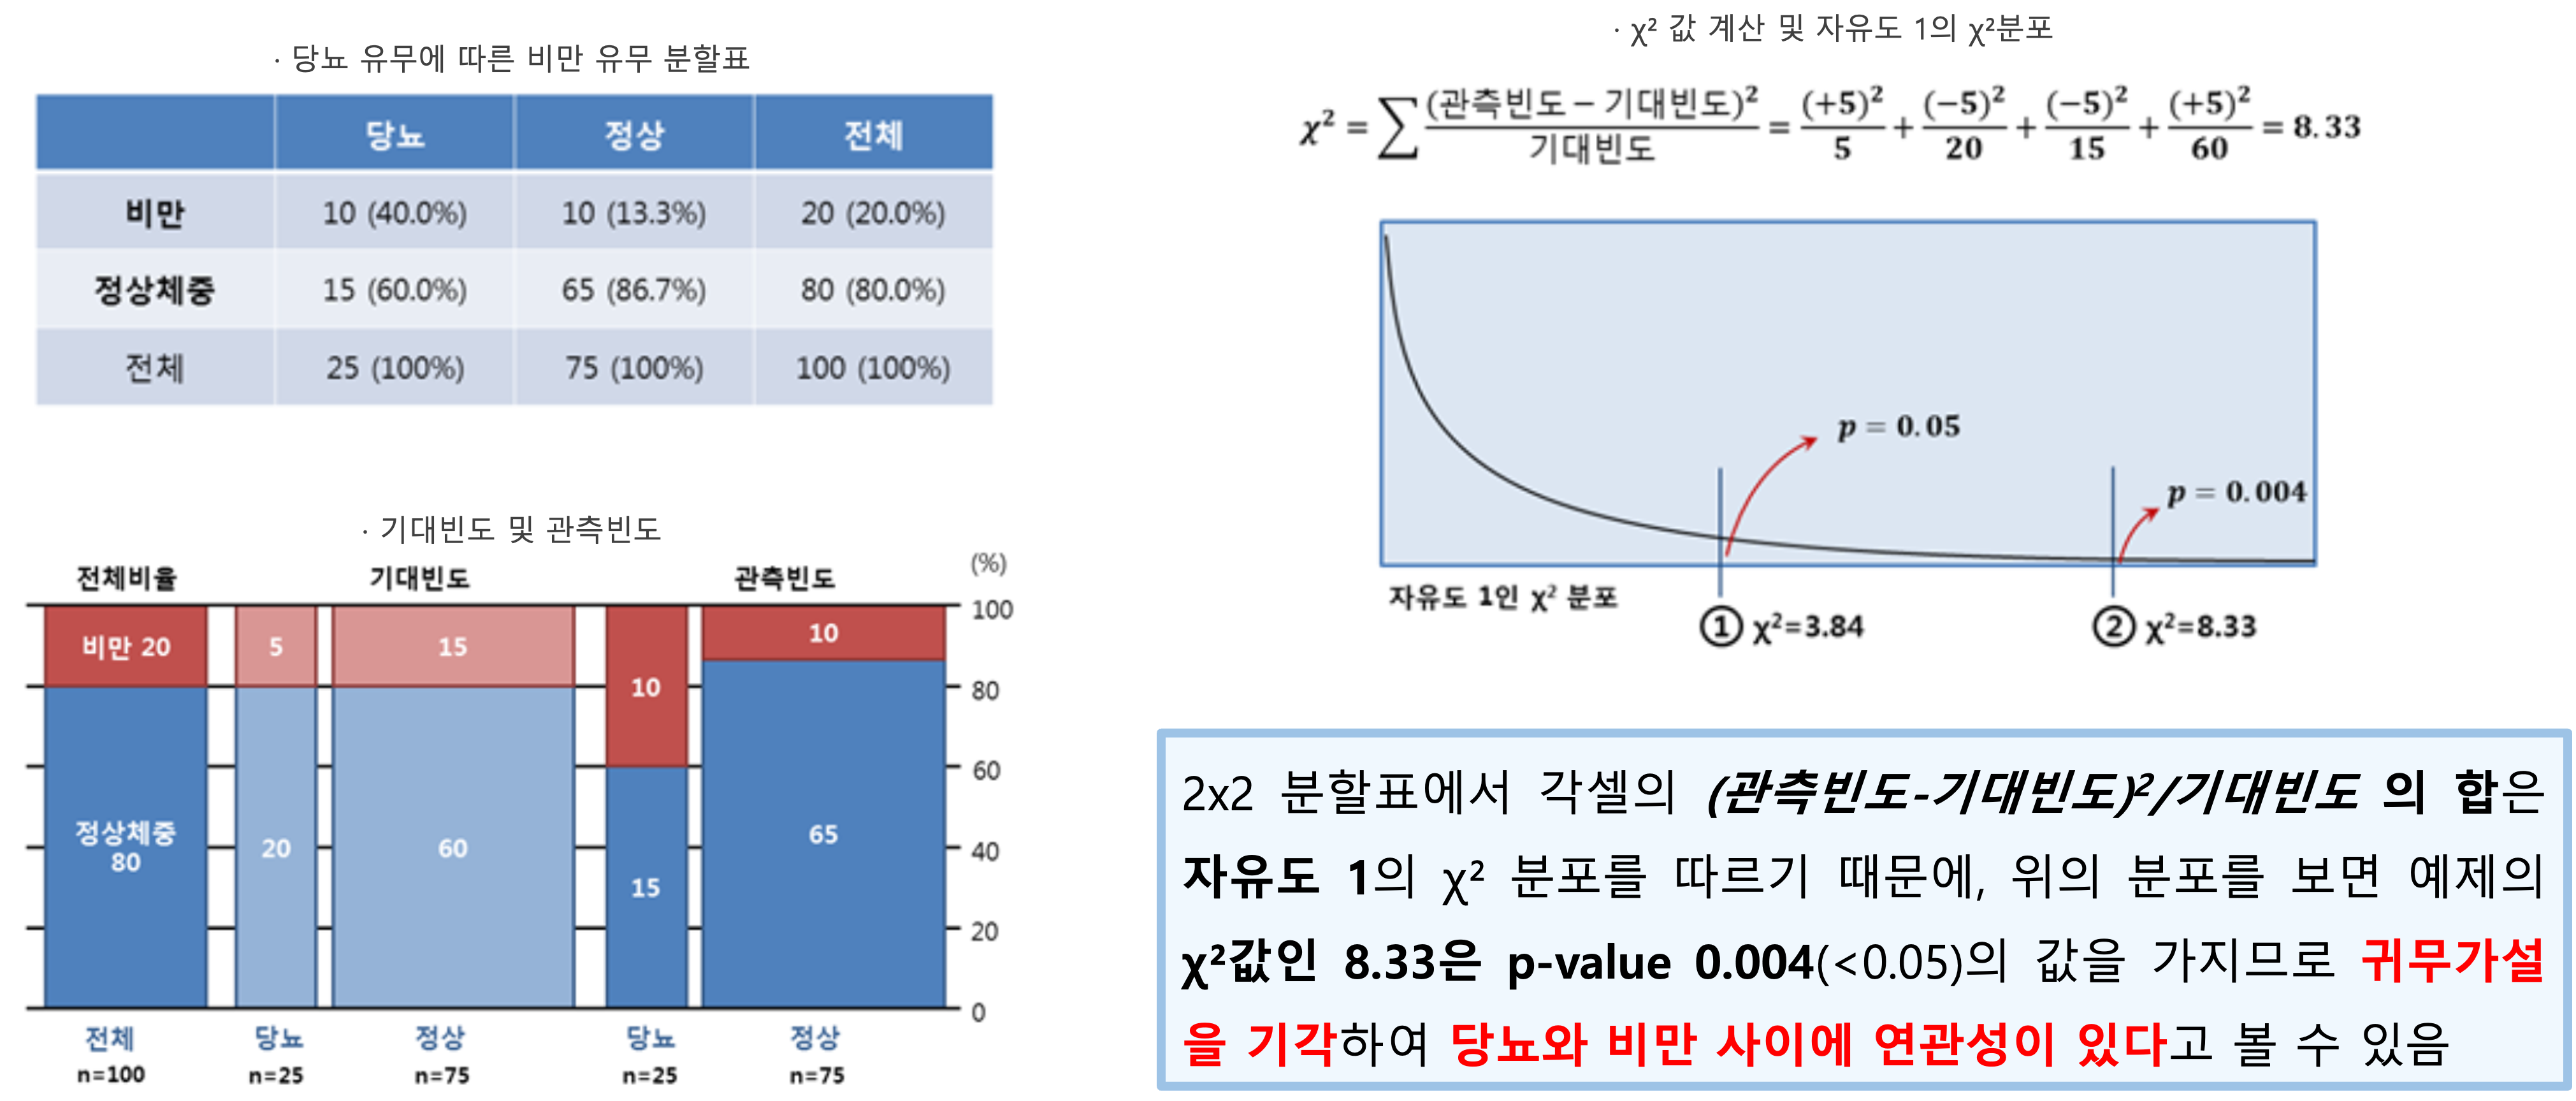 · 당뇨 유무에 따른 비만 유무 분할표
당뇨 정상 전체
비만 10 (40.0%) 10 (13.3%) 20 (20.0%)
정상체중 15 (60.0%) 65 (86.7%) 80 (80.0%)
전체 25 (100%) 75 (100%) 100 (100%)
· 기대빈도 및 관측빈도
전체비율 기대빈도 관측빈도 (%)
비만 20
정상체중
80
5 15
20 60
10 10
15 65
100
80
60
40
20
0
전체 당뇨 정상 당뇨 정상
n=100 n=25 n=75 n=25 n=75
· χ² 값 계산 및 자유도 1의 χ²분포
χ² = ∑ (관측빈도 − 기대빈도)² / 기대빈도 = (+5)² / 5 + (−5)² / 20 + (−5)² / 15 + (+5)² / 60 = 8.33
p = 0.05
p = 0.004
자유도 1인 χ² 분포
① χ²=3.84
② χ²=8.33
2x2 분할표에서 각셀의 (관측빈도-기대빈도)²/기대빈도 의 합은
자유도 1의 χ² 분포를 따르기 때문에, 위의 분포를 보면 예제의
χ²값인 8.33은 p-value 0.004(<0.05)의 값을 가지므로 귀무가설
을 기각하여 당뇨와 비만 사이에 연관성이 있다고 볼 수 있음